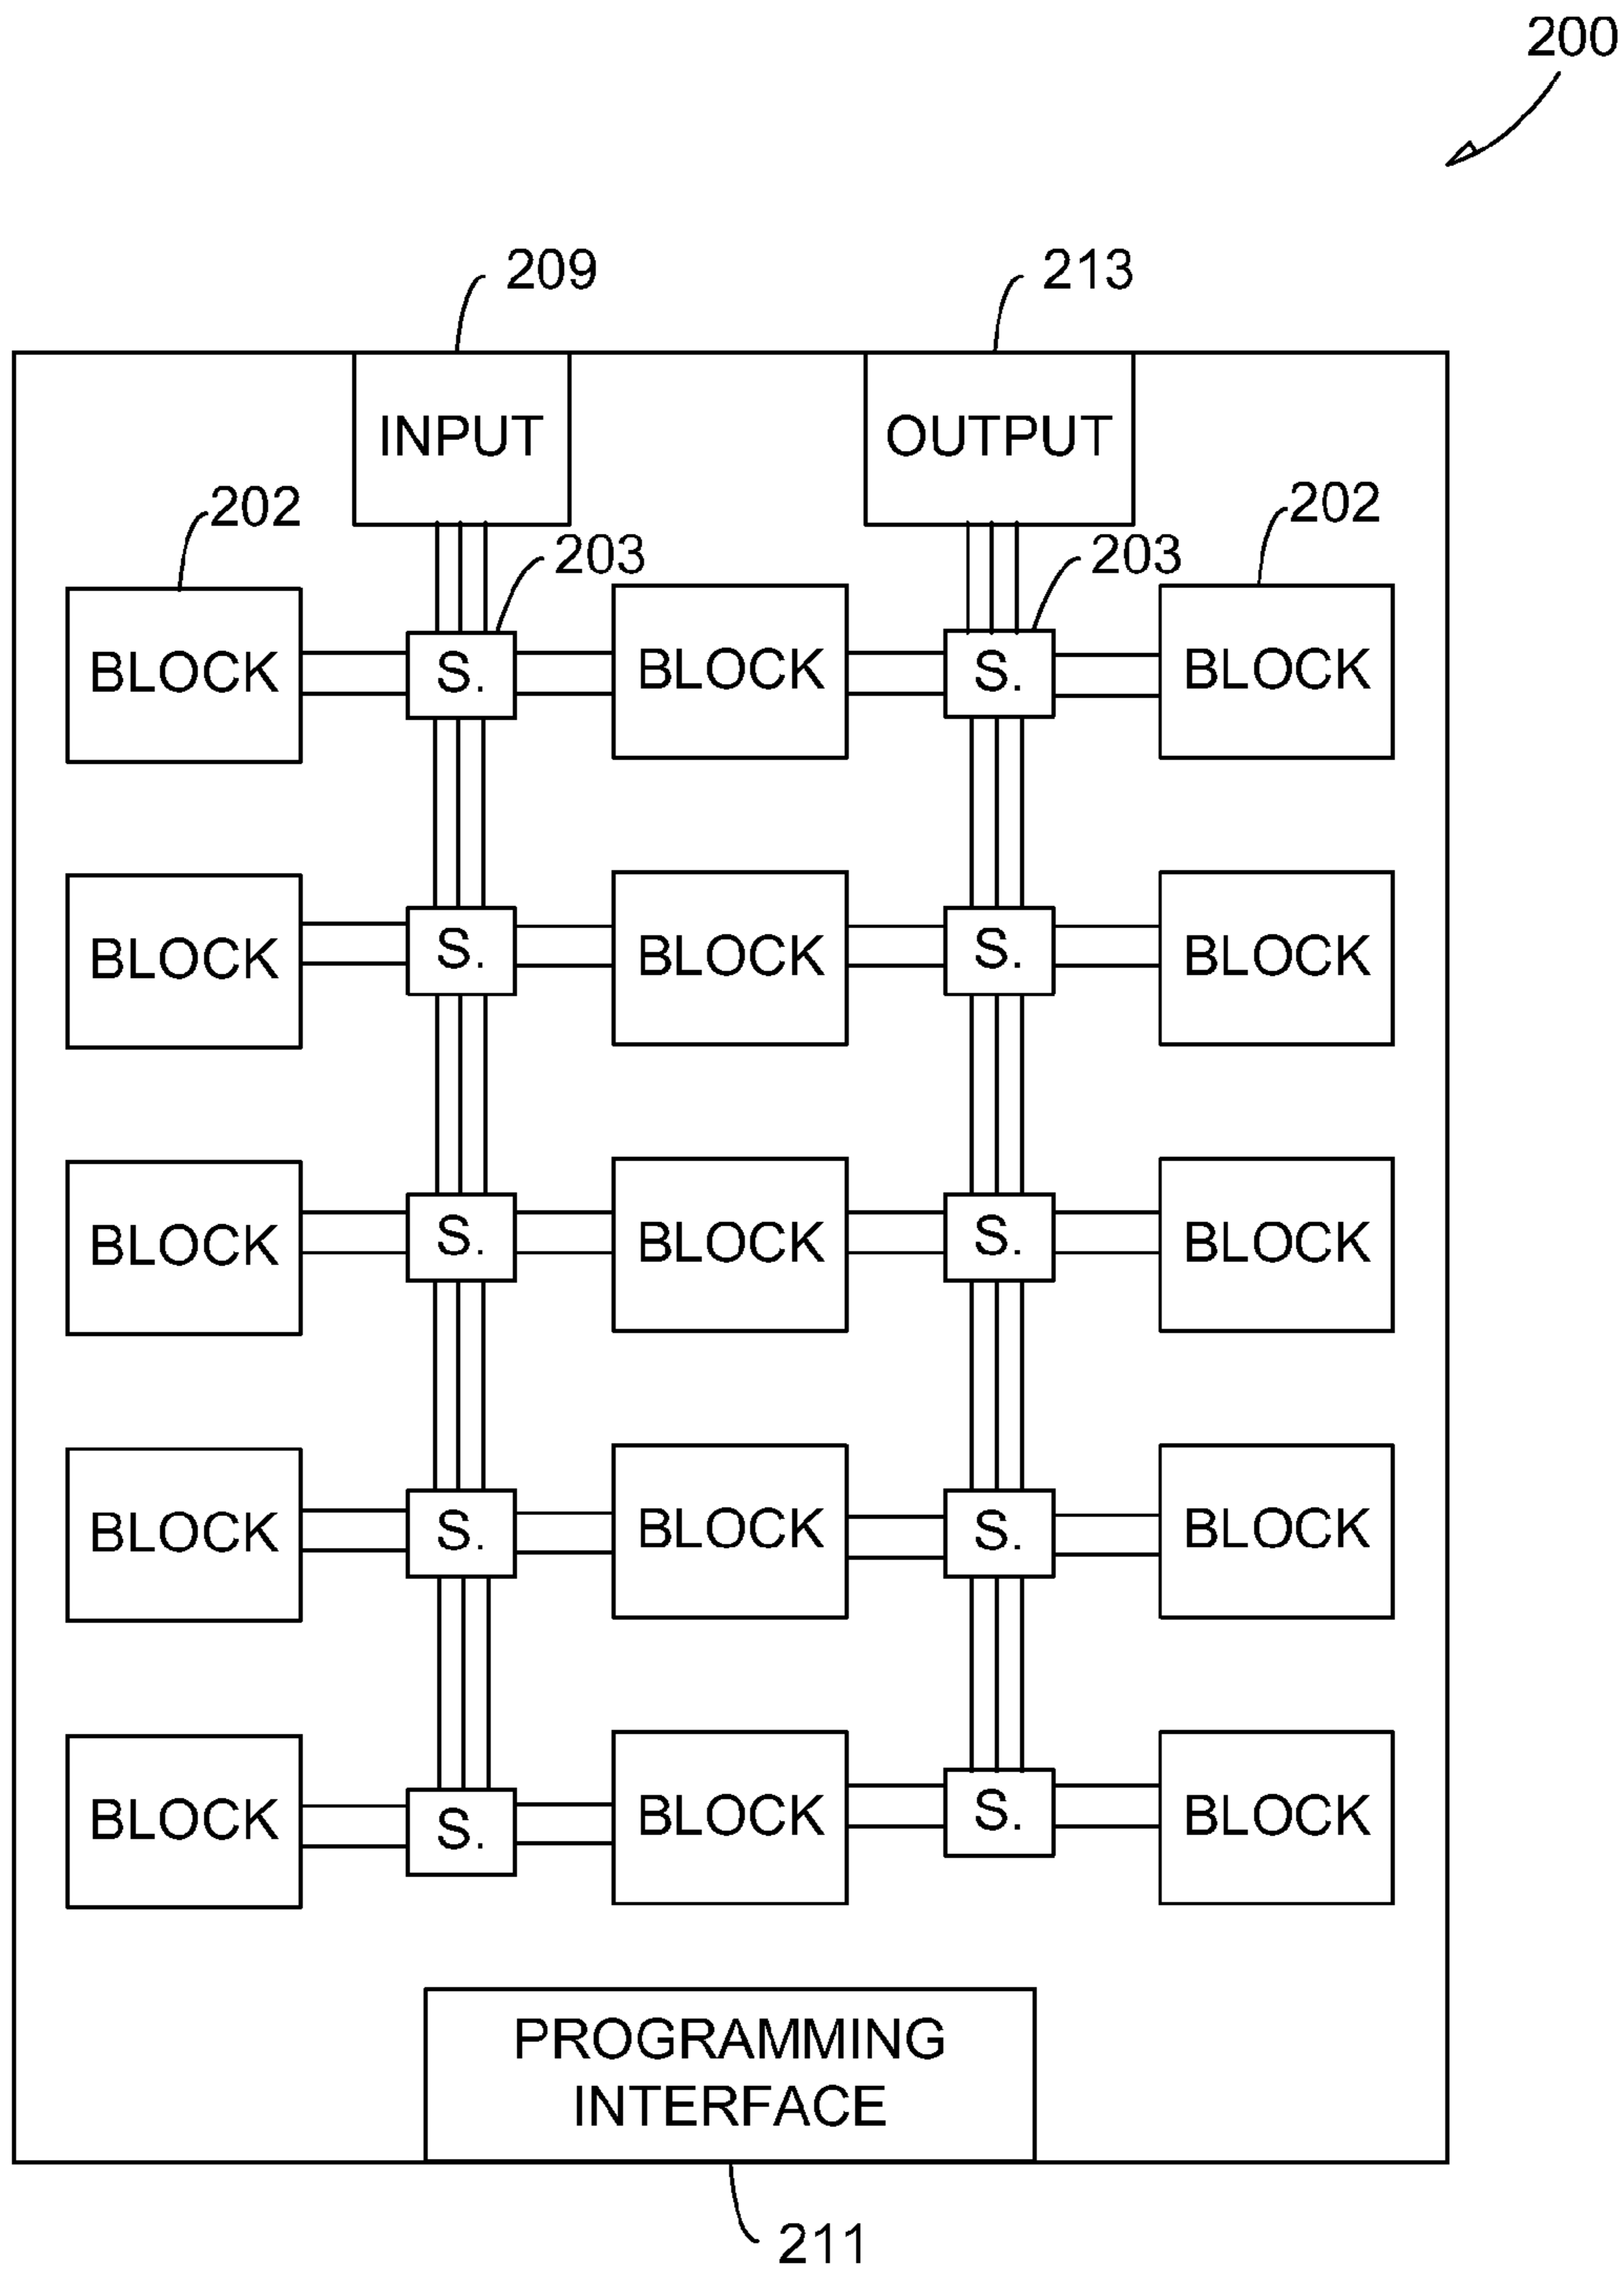 200
209
213
INPUT
OUTPUT
202
202
203
203
BLOCK
S.
BLOCK
S.
BLOCK
BLOCK
S.
BLOCK
S.
BLOCK
BLOCK
S.
BLOCK
S.
BLOCK
BLOCK
S.
BLOCK
S.
BLOCK
BLOCK
S.
BLOCK
S.
BLOCK
PROGRAMMING
INTERFACE
211